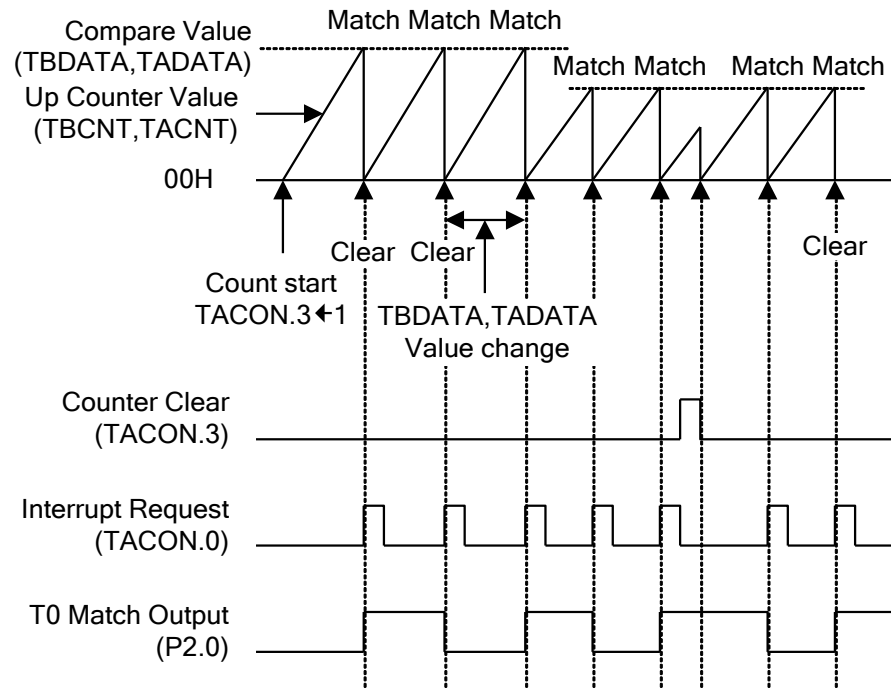 Compare Value
(TBDATA,TADATA)
Match Match Match
Match Match
Match Match
Up Counter Value
(TBCNT,TACNT)
00H
Clear
Clear
Clear
Count start
TACON.3←1
TBDATA,TADATA
Value change
Counter Clear
(TACON.3)
Interrupt Request
(TACON.0)
T0 Match Output
(P2.0)